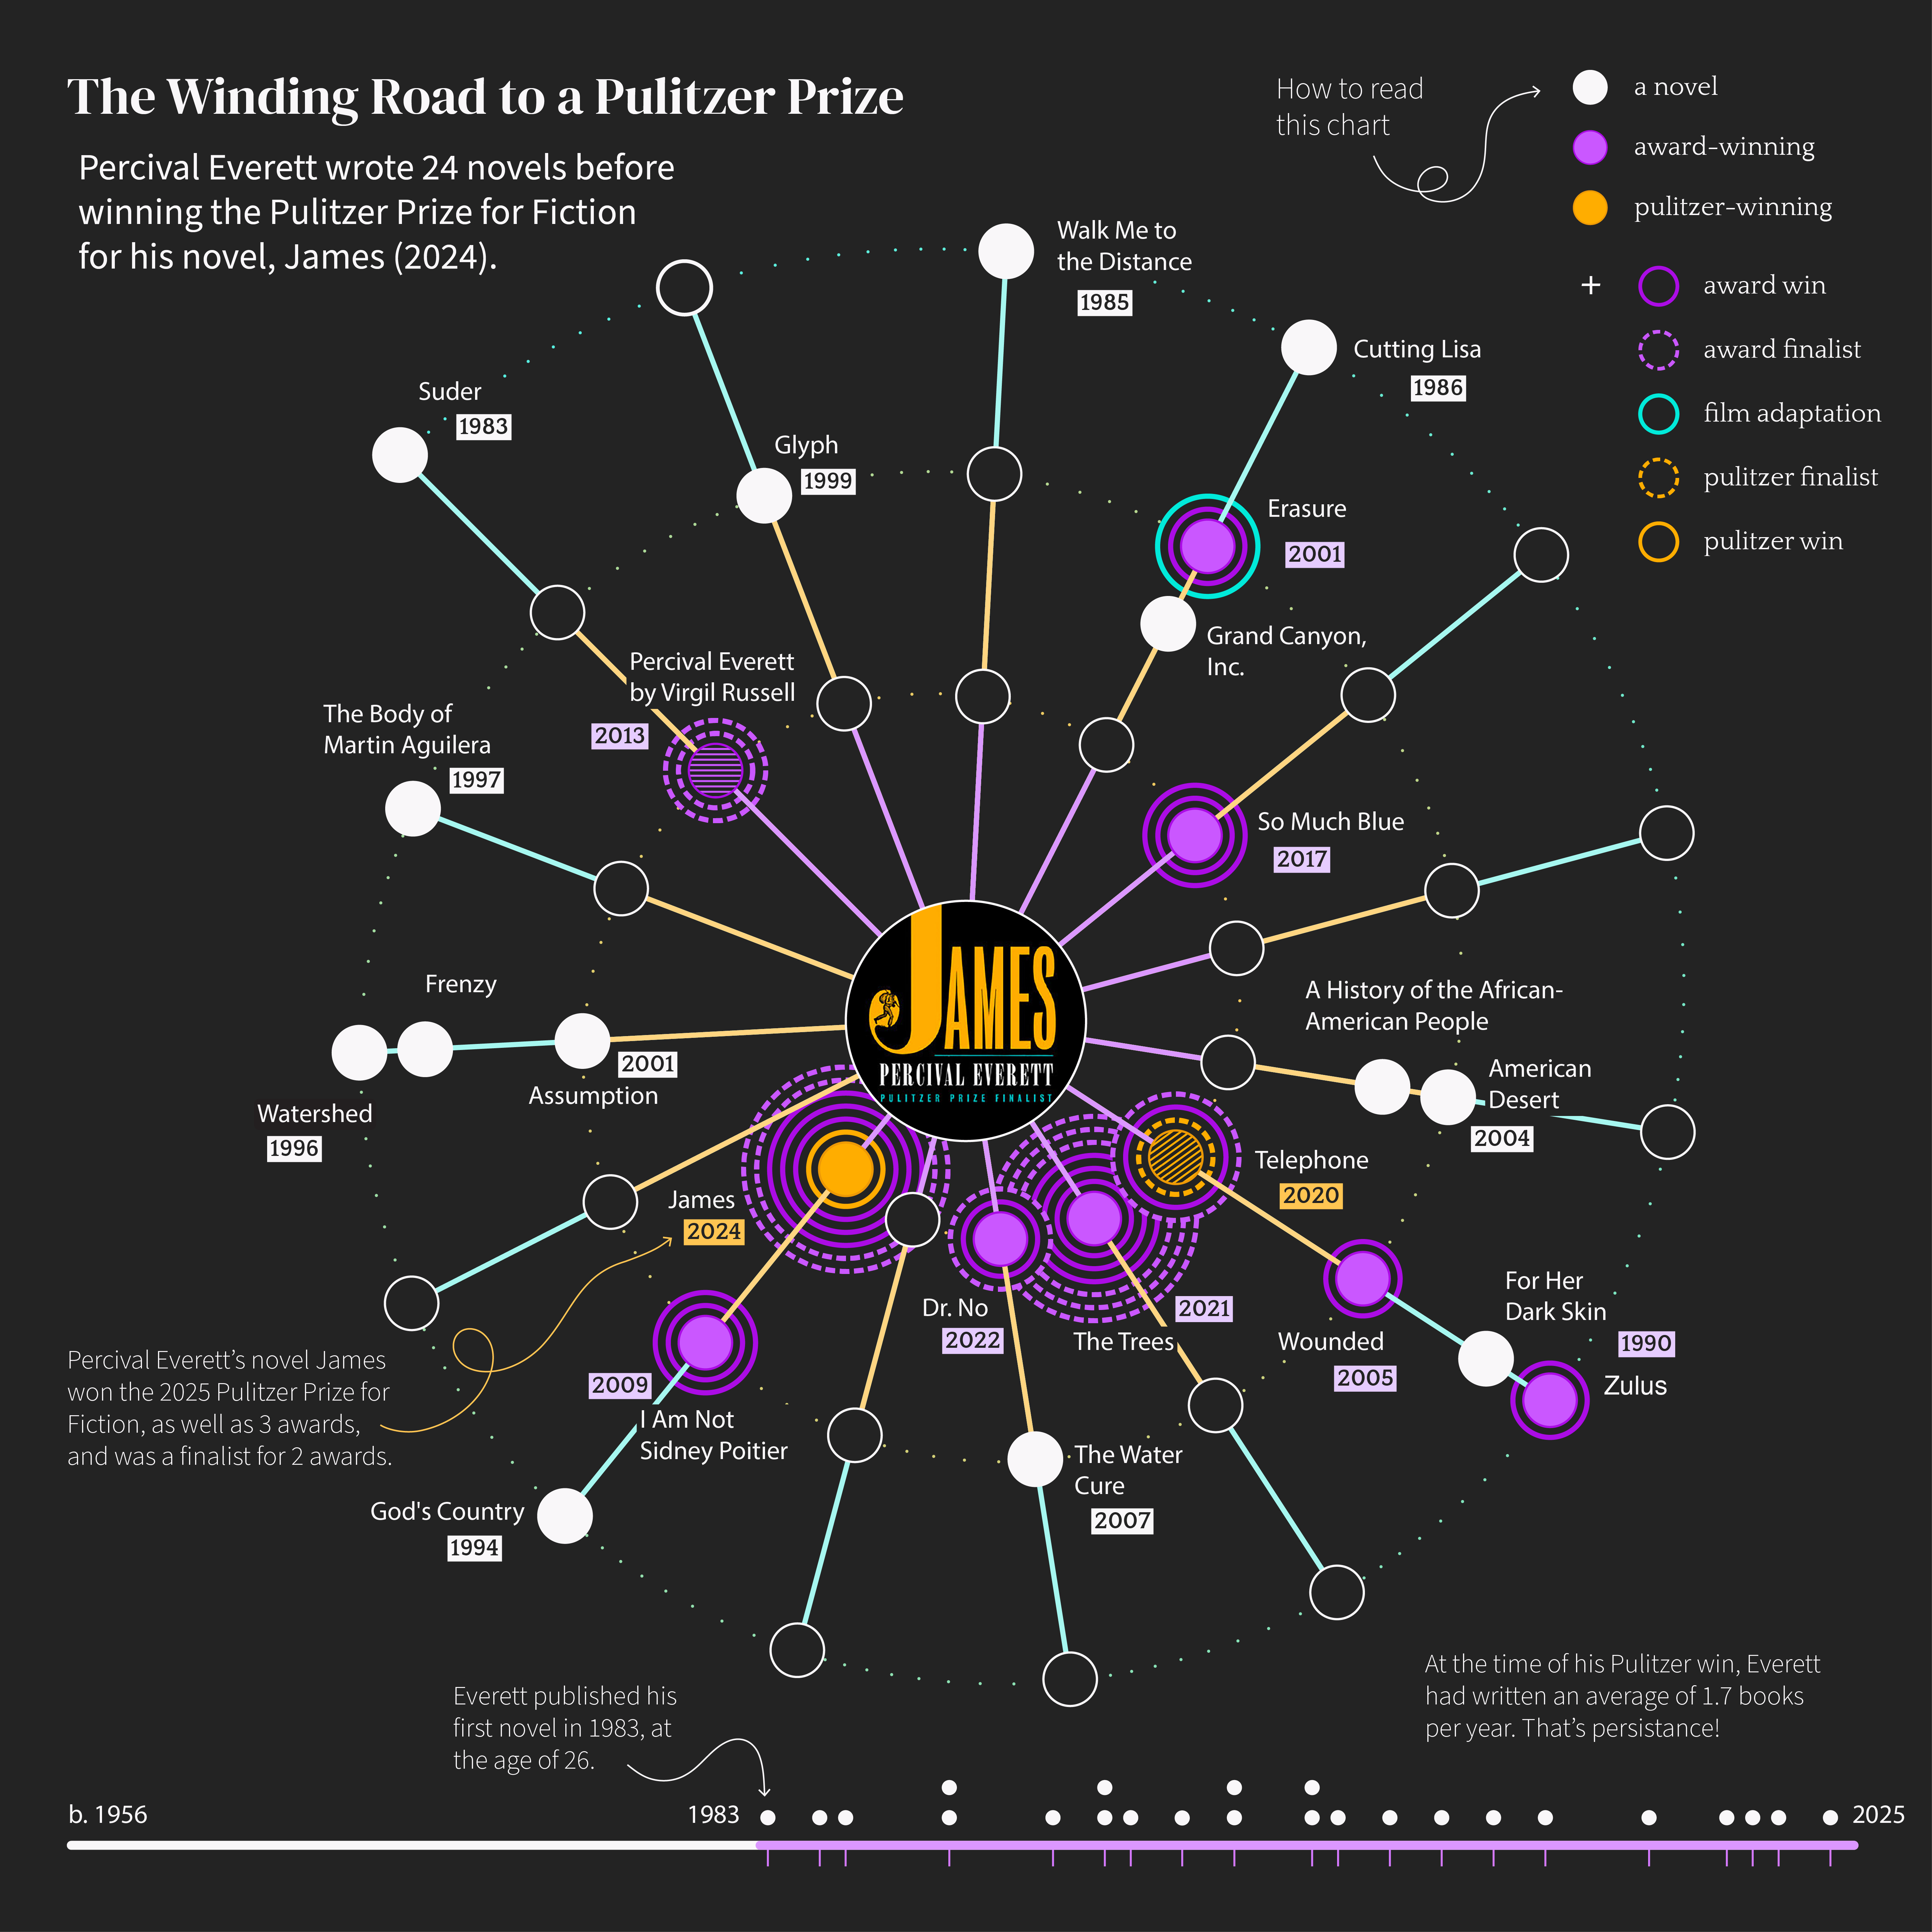 The Winding Road to a Pulitzer Prize
Percival Everett wrote 24 novels before
winning the Pulitzer Prize for Fiction
for his novel, James (2024).
How to read
this chart
a novel
award-winning
pulitzer-winning
+
award win
award finalist
film adaptation
pulitzer finalist
pulitzer win
Walk Me to
the Distance
1985
Cutting Lisa
1986
Suder
1983
Glyph
1999
Erasure
2001
Grand Canyon,
Inc.
Percival Everett
by Virgil Russell
2013
The Body of
Martin Aguilera
1997
So Much Blue
2017
Frenzy
2001
Assumption
Watershed
1996
JAMES
PERCIVAL EVERETT
PULITZER PRIZE FINALIST
A History of the African-
American People
American
Desert
2004
Telephone
2020
James
2024
Dr. No
2022
2021
The Trees
Wounded
2005
For Her
Dark Skin
1990
Zulus
2009
I Am Not
Sidney Poitier
The Water
Cure
2007
God's Country
1994
Percival Everett’s novel James
won the 2025 Pulitzer Prize for
Fiction, as well as 3 awards,
and was a finalist for 2 awards.
Everett published his
first novel in 1983, at
the age of 26.
At the time of his Pulitzer win, Everett
had written an average of 1.7 books
per year. That’s persistance!
b. 1956
1983
2025